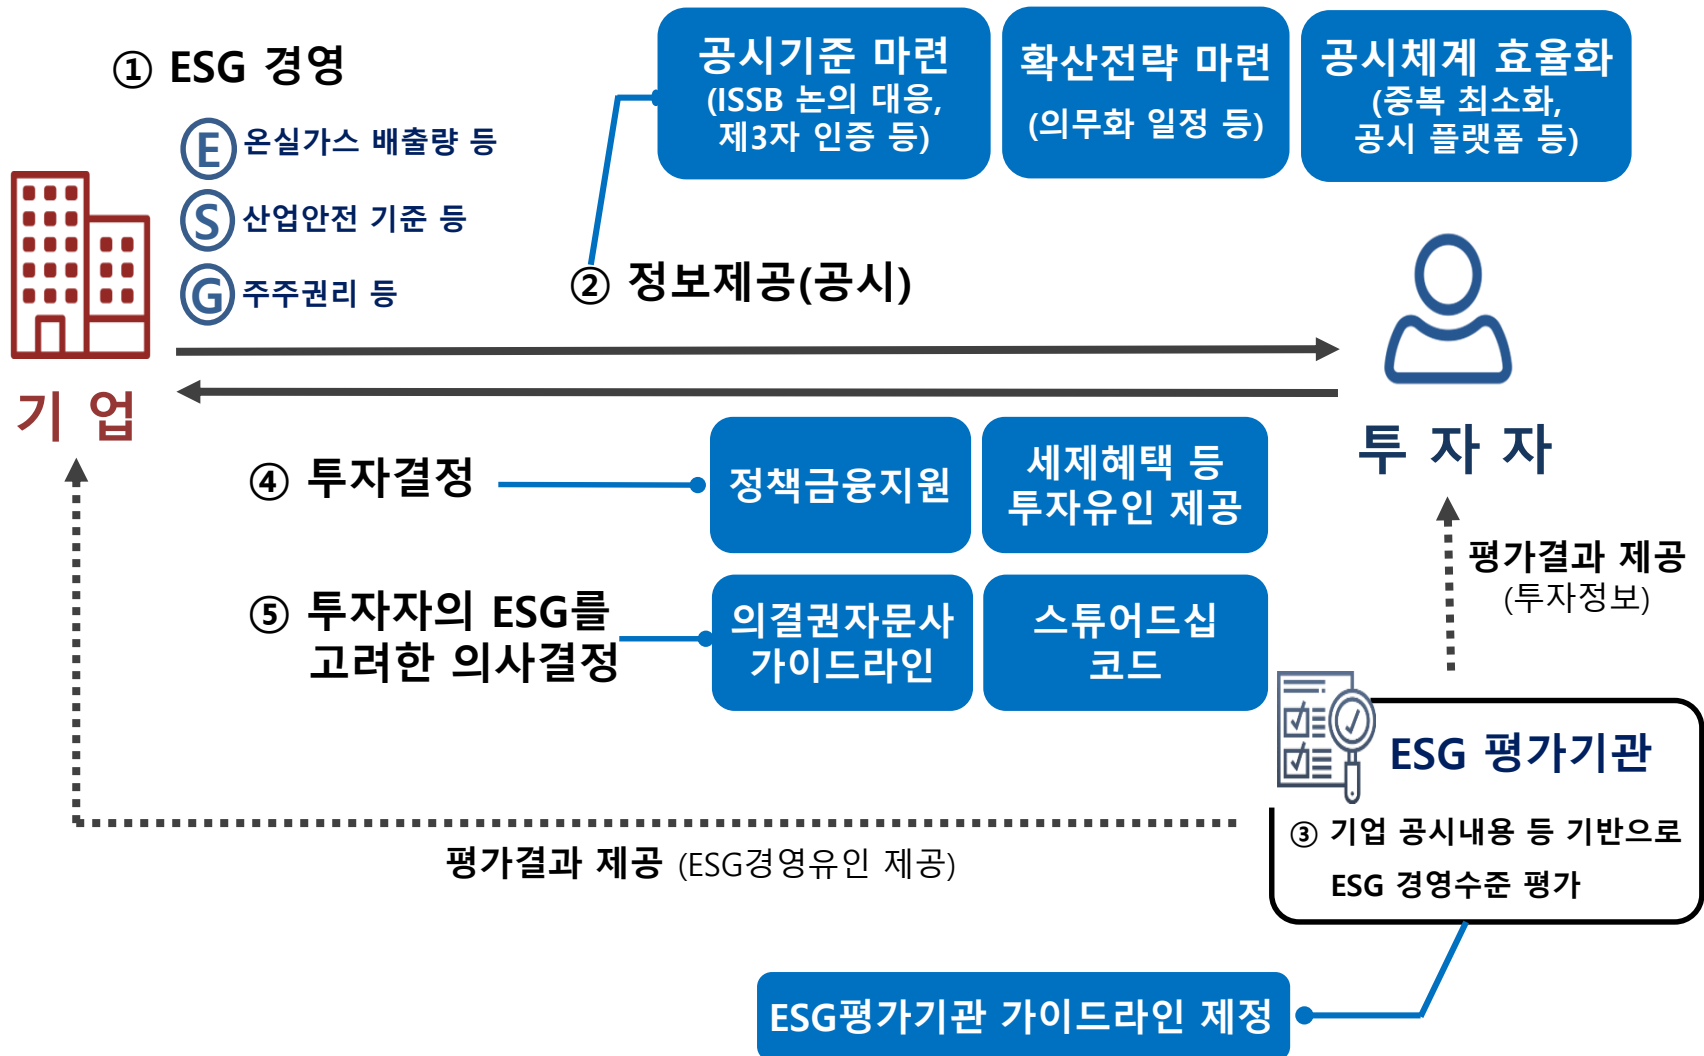 ① ESG 경영
E 온실가스 배출량 등
S 산업안전 기준 등
G 주주권리 등
기 업
공시기준 마련
(ISSB 논의 대응,
제3자 인증 등)
확산전략 마련
(의무화 일정 등)
공시체계 효율화
(중복 최소화,
공시 플랫폼 등)
② 정보제공(공시)
투 자 자
④ 투자결정
정책금융지원
세제혜택 등
투자유인 제공
⑤ 투자자의 ESG를
고려한 의사결정
의결권자문사
가이드라인
스튜어드십
코드
평가결과 제공
(투자정보)
ESG 평가기관
③ 기업 공시내용 등 기반으로
ESG 경영수준 평가
평가결과 제공 (ESG경영유인 제공)
ESG평가기관 가이드라인 제정